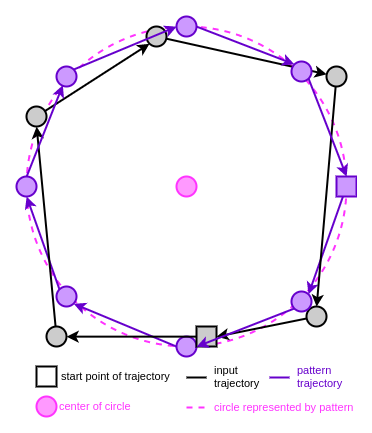 start point of trajectory
input
trajectory
pattern
trajectory
center of circle
circle represented by pattern